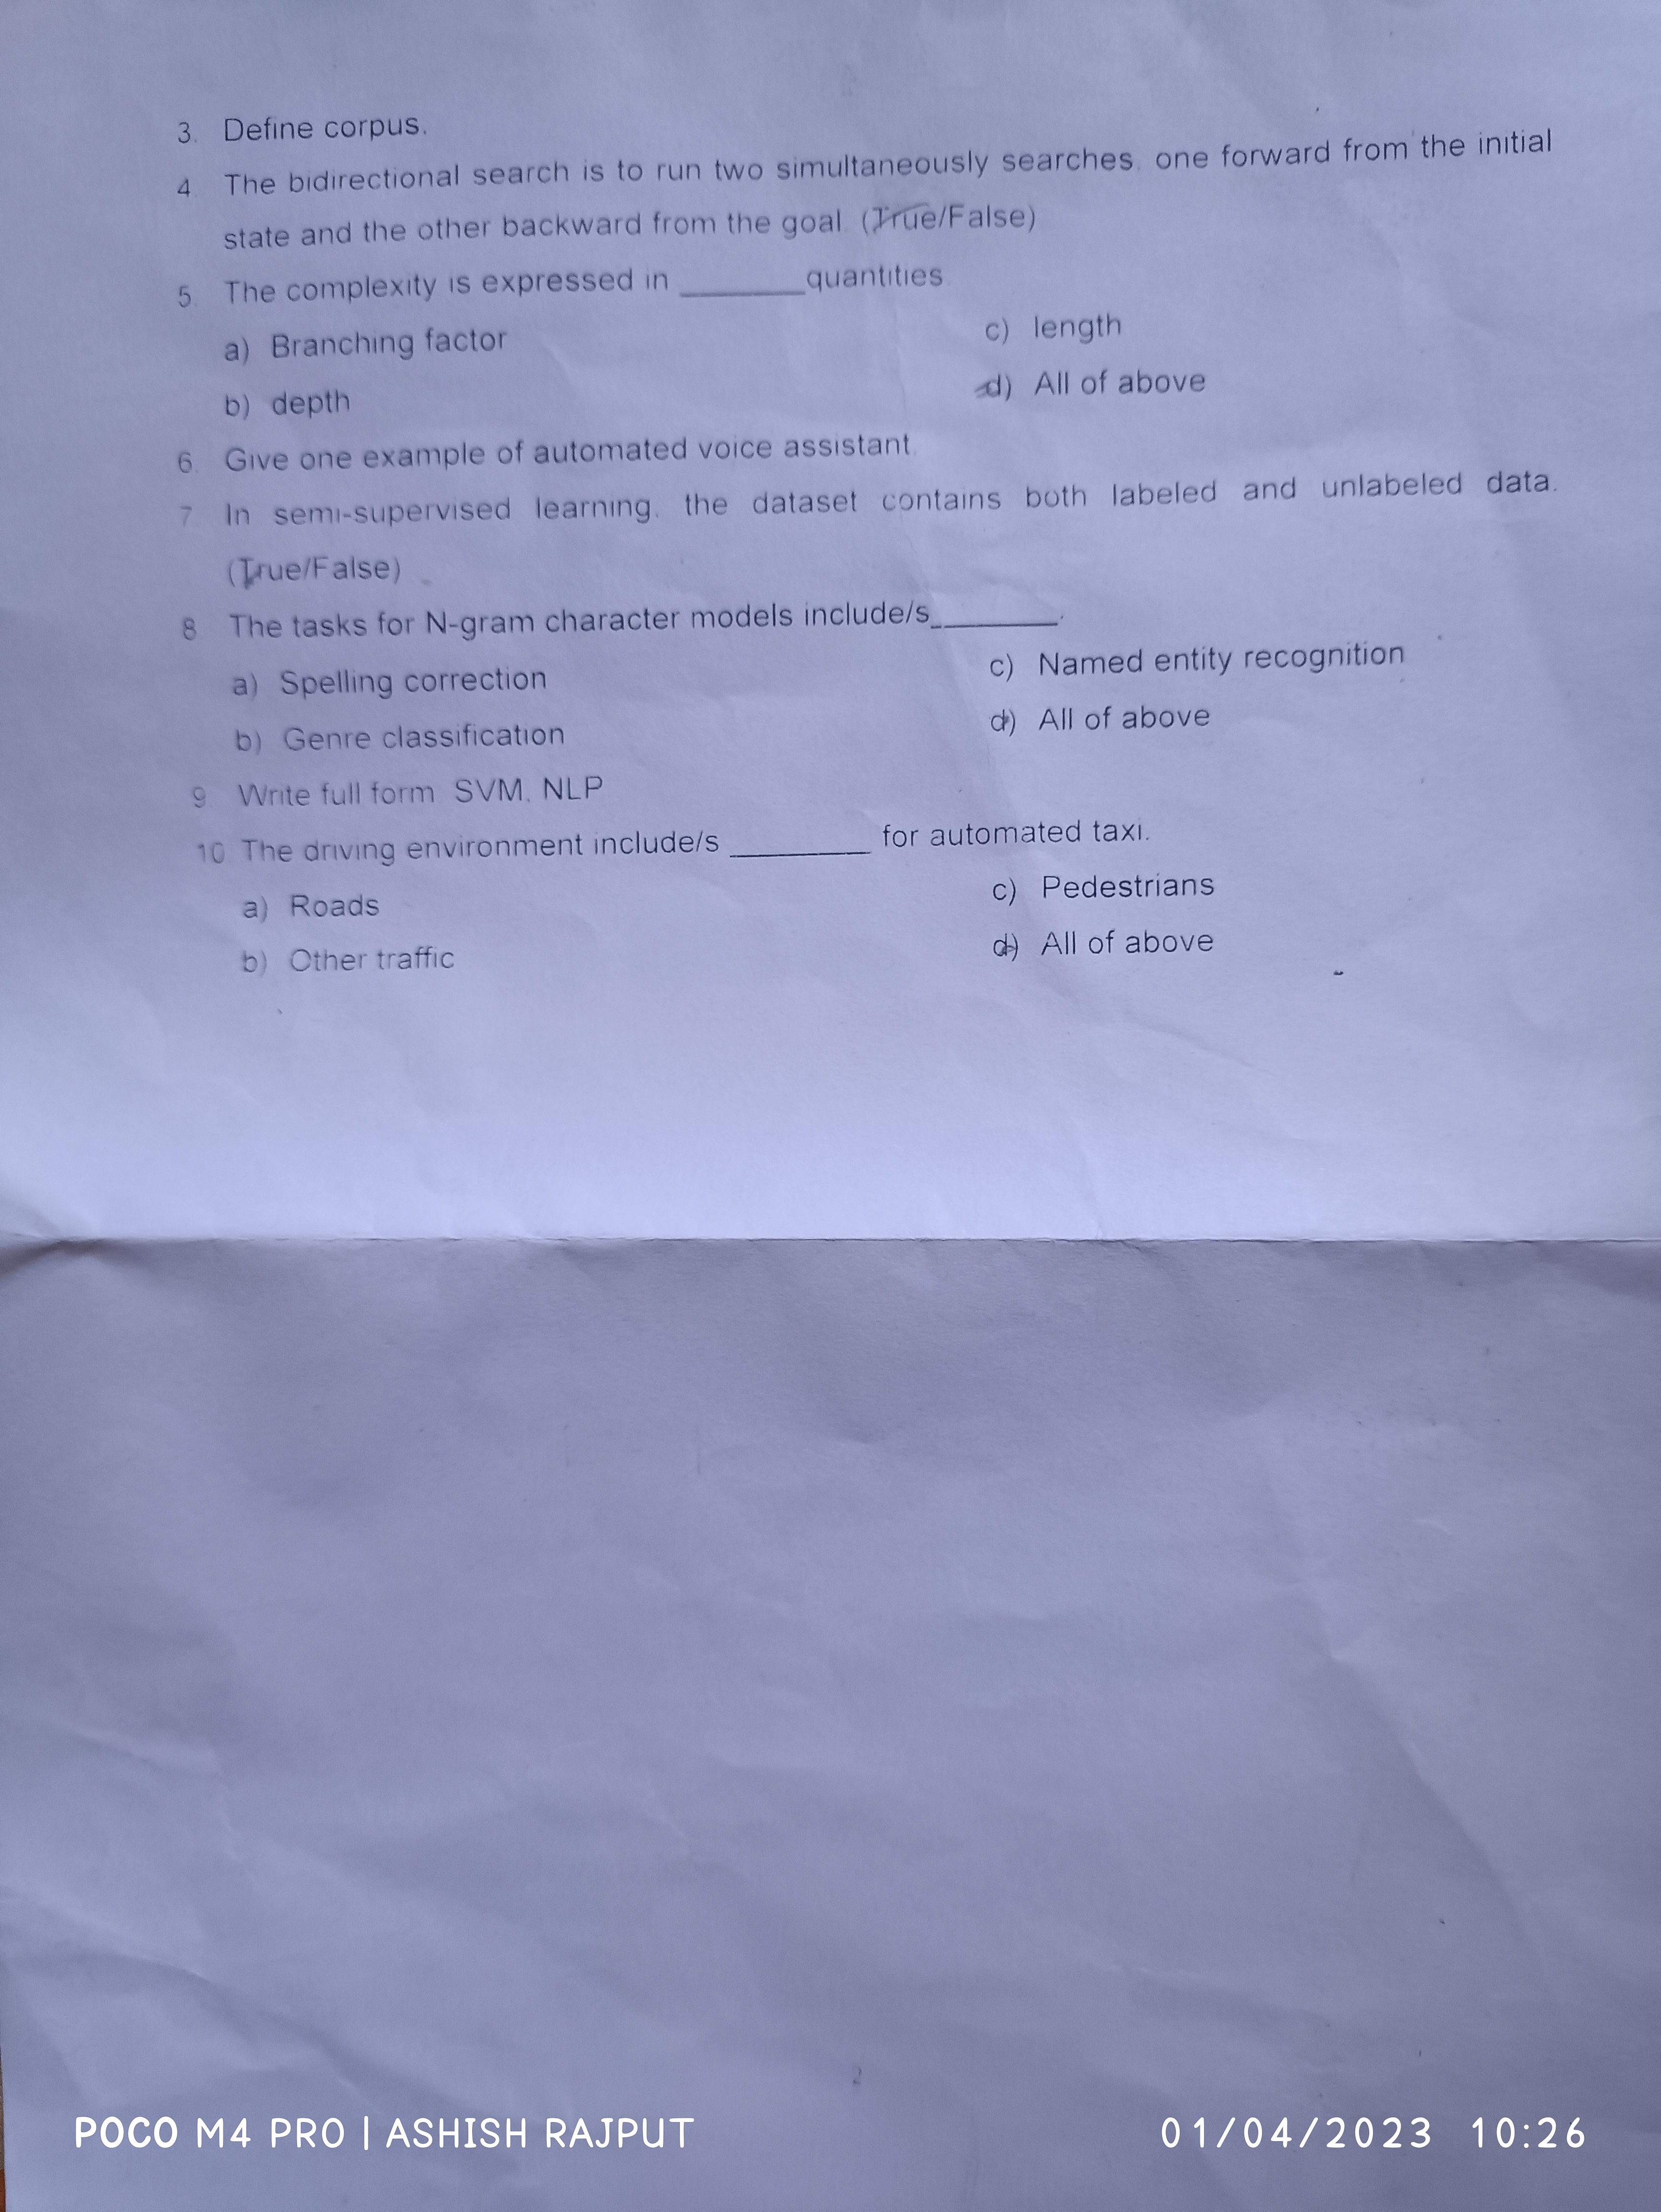 3. Define corpus.
4. The bidirectional search is to run two simultaneously searches, one forward from the initial
state and the other backward from the goal. (True/False)
5. The complexity is expressed in ________quantities.
a) Branching factor
c) length
b) depth
d) All of above
6. Give one example of automated voice assistant.
7. In semi-supervised learning, the dataset contains both labeled and unlabeled data.
(True/False)
8. The tasks for N-gram character models include/s________.
a) Spelling correction
c) Named entity recognition
b) Genre classification
d) All of above
9. Write full form SVM, NLP
10. The driving environment include/s ________ for automated taxi.
a) Roads
c) Pedestrians
b) Other traffic
d) All of above
2
POCO M4 PRO | ASHISH RAJPUT 01/04/2023 10:26